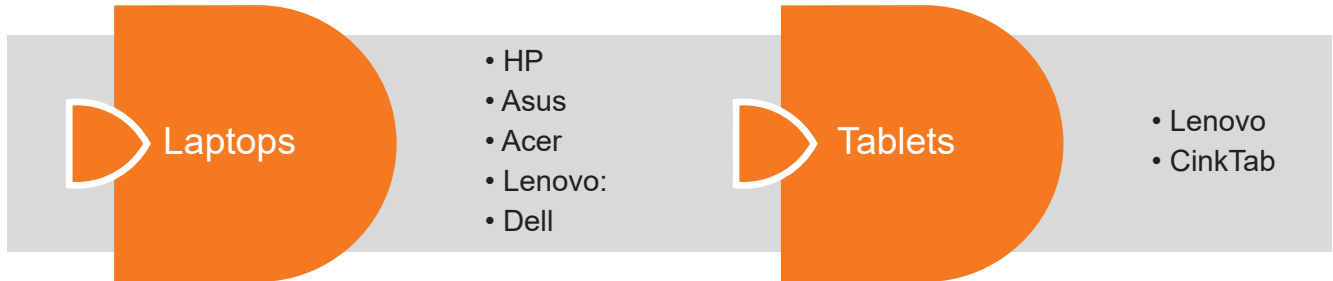 Laptops
• HP
• Asus
• Acer
• Lenovo:
• Dell
Tablets
• Lenovo
• CinkTab